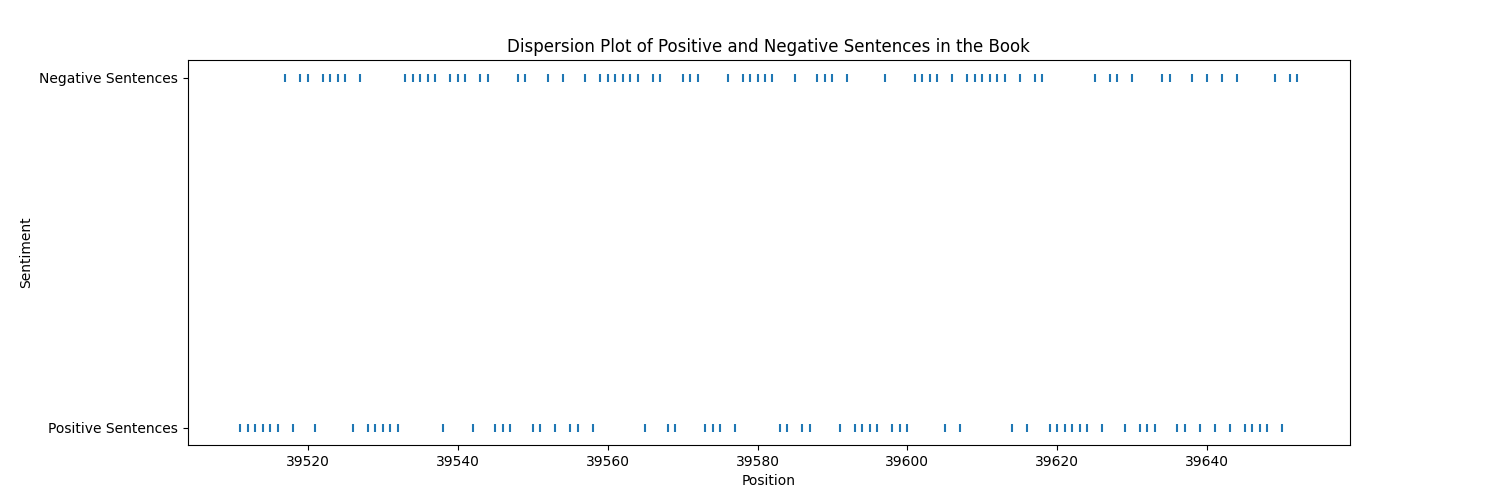 Dispersion Plot of Positive and Negative Sentences in the Book
Negative Sentences
Sentiment
Positive Sentences
39520 39540 39560 39580 39600 39620 39640
Position